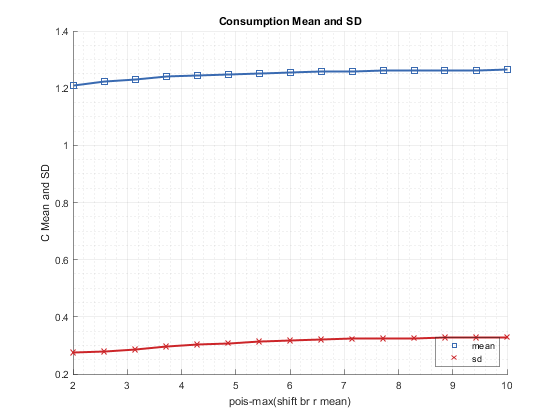 Consumption Mean and SD
1.4
1.2
1
0.8
0.6
0.4
0.2
C Mean and SD
mean
sd
2 3 4 5 6 7 8 9 10
pois-max(shift br r mean)